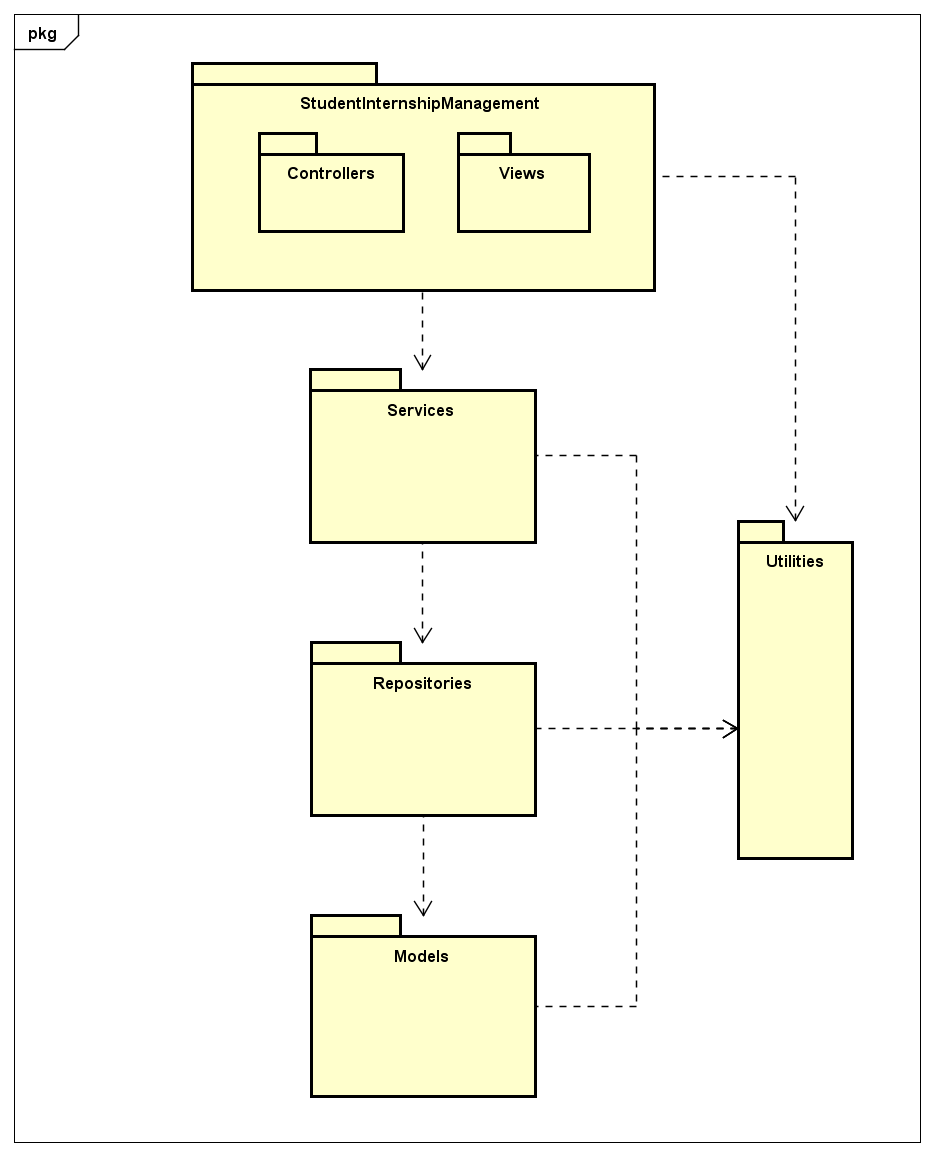 pkg
StudentInternshipManagement
Controllers
Views
Services
Utilities
Repositories
Models